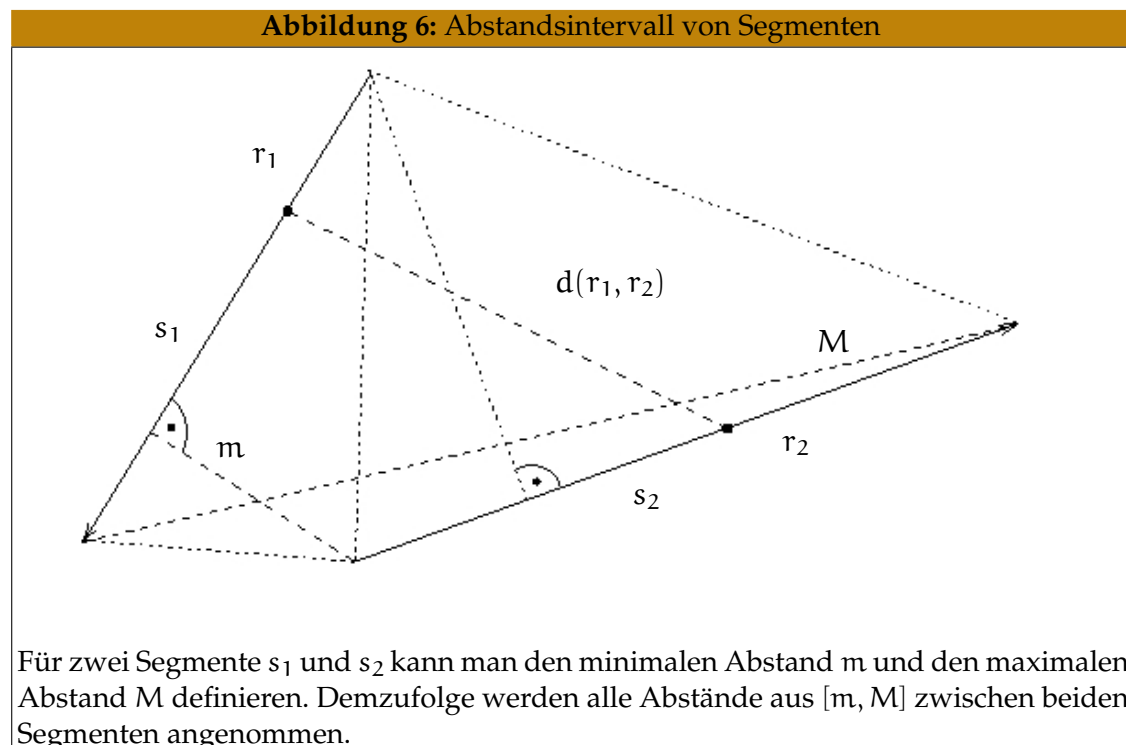 Abbildung 6: Abstandsintervall von Segmenten
r₁
d(r₁, r₂)
s₁
M
m
r₂
s₂
Für zwei Segmente s₁ und s₂ kann man den minimalen Abstand m und den maximalen
Abstand M definieren. Demzufolge werden alle Abstände aus [m, M] zwischen beiden
Segmenten angenommen.